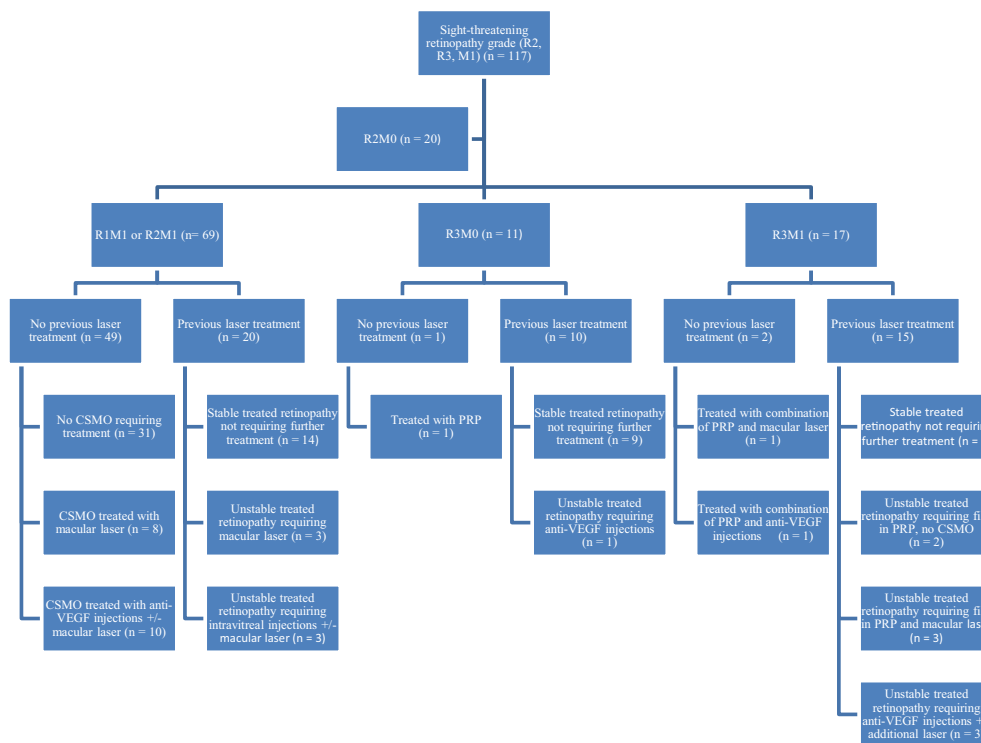 Sight-threatening
retinopathy grade (R2,
R3, M1) (n = 117)
R2M0 (n = 20)
R1M1 or R2M1 (n= 69)
R3M0 (n = 11)
R3M1 (n = 17)
No previous laser
treatment (n = 49)
Previous laser treatment
(n = 20)
No previous laser
treatment (n = 1)
Previous laser treatment
(n = 10)
No previous laser
treatment (n = 2)
Previous laser treatment
(n = 15)
No CSMO requiring
treatment (n = 31)
Stable treated retinopathy
not requiring further
treatment (n = 14)
Treated with PRP
(n = 1)
Stable treated retinopathy
not requiring further
treatment (n = 9)
Treated with combination
of PRP and macular laser
(n = 1)
Stable treated
retinopathy not
further treatment (n =
CSMO treated with
macular laser (n = 8)
Unstable treated
retinopathy requiring
macular laser (n = 3)
Unstable treated
retinopathy requiring
anti-VEGF injections
(n = 1)
Treated with combination
of PRP and anti-VEGF
injections (n = 1)
Unstable treated
retinopathy requiring
in PRP, no CSMO
(n = 2)
CSMO treated with anti-
VEGF injections +/-
macular laser (n = 10)
Unstable treated
retinopathy requiring
intravitreal injections +/-
macular laser (n = 3)
Unstable treated
retinopathy requiring
in PRP and macular
(n = 3)
Unstable treated
retinopathy requiring
anti-VEGF injections
additional laser (n = 3